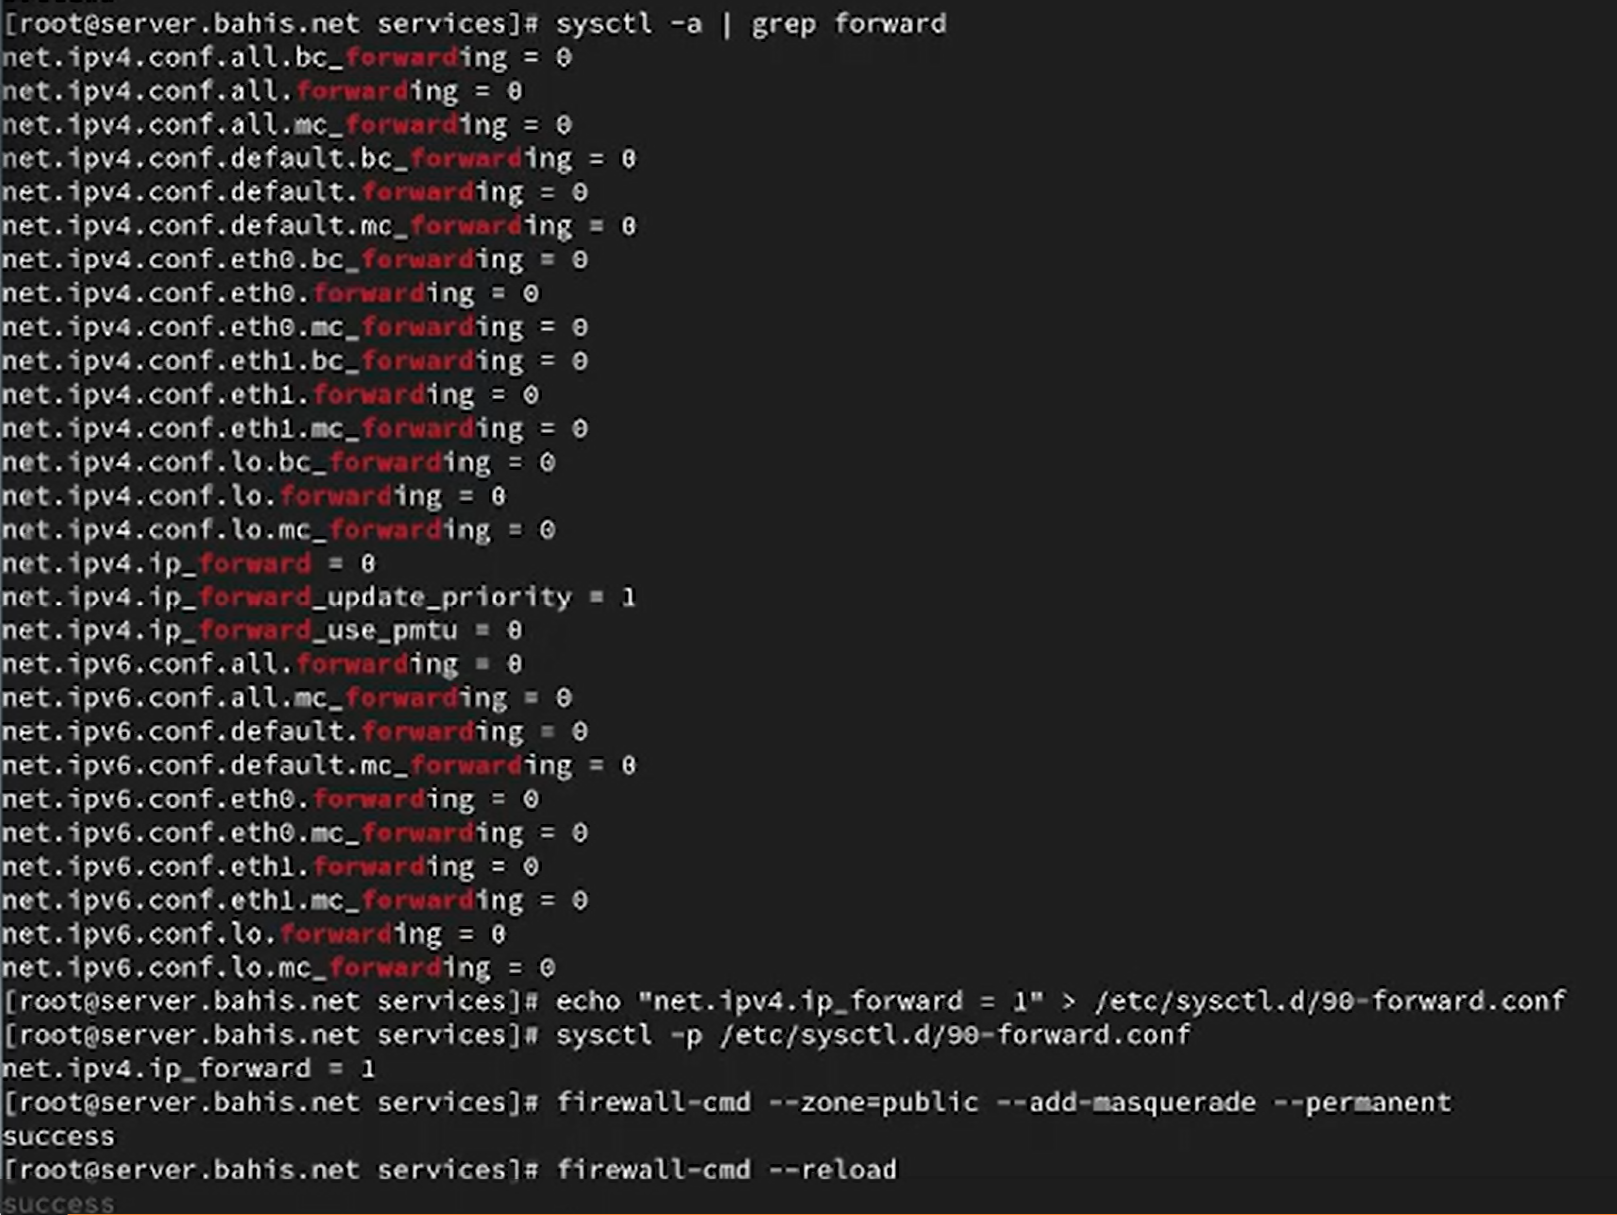 [root@server.bahis.net services]# sysctl -a | grep forward
net.ipv4.conf.all.bc_forwarding = 0
net.ipv4.conf.all.forwarding = 0
net.ipv4.conf.all.mc_forwarding = 0
net.ipv4.conf.default.bc_forwarding = 0
net.ipv4.conf.default.forwarding = 0
net.ipv4.conf.default.mc_forwarding = 0
net.ipv4.conf.eth0.bc_forwarding = 0
net.ipv4.conf.eth0.forwarding = 0
net.ipv4.conf.eth0.mc_forwarding = 0
net.ipv4.conf.eth1.bc_forwarding = 0
net.ipv4.conf.eth1.forwarding = 0
net.ipv4.conf.eth1.mc_forwarding = 0
net.ipv4.conf.lo.bc_forwarding = 0
net.ipv4.conf.lo.forwarding = 0
net.ipv4.conf.lo.mc_forwarding = 0
net.ipv4.ip_forward = 0
net.ipv4.ip_forward_update_priority = 1
net.ipv4.ip_forward_use_pmtu = 0
net.ipv6.conf.all.forwarding = 0
net.ipv6.conf.all.mc_forwarding = 0
net.ipv6.conf.default.forwarding = 0
net.ipv6.conf.default.mc_forwarding = 0
net.ipv6.conf.eth0.forwarding = 0
net.ipv6.conf.eth0.mc_forwarding = 0
net.ipv6.conf.eth1.forwarding = 0
net.ipv6.conf.eth1.mc_forwarding = 0
net.ipv6.conf.lo.forwarding = 0
net.ipv6.conf.lo.mc_forwarding = 0
[root@server.bahis.net services]# echo "net.ipv4.ip_forward = 1" > /etc/sysctl.d/90-forward.conf
[root@server.bahis.net services]# sysctl -p /etc/sysctl.d/90-forward.conf
net.ipv4.ip_forward = 1
[root@server.bahis.net services]# firewall-cmd --zone=public --add-masquerade --permanent
success
[root@server.bahis.net services]# firewall-cmd --reload
success